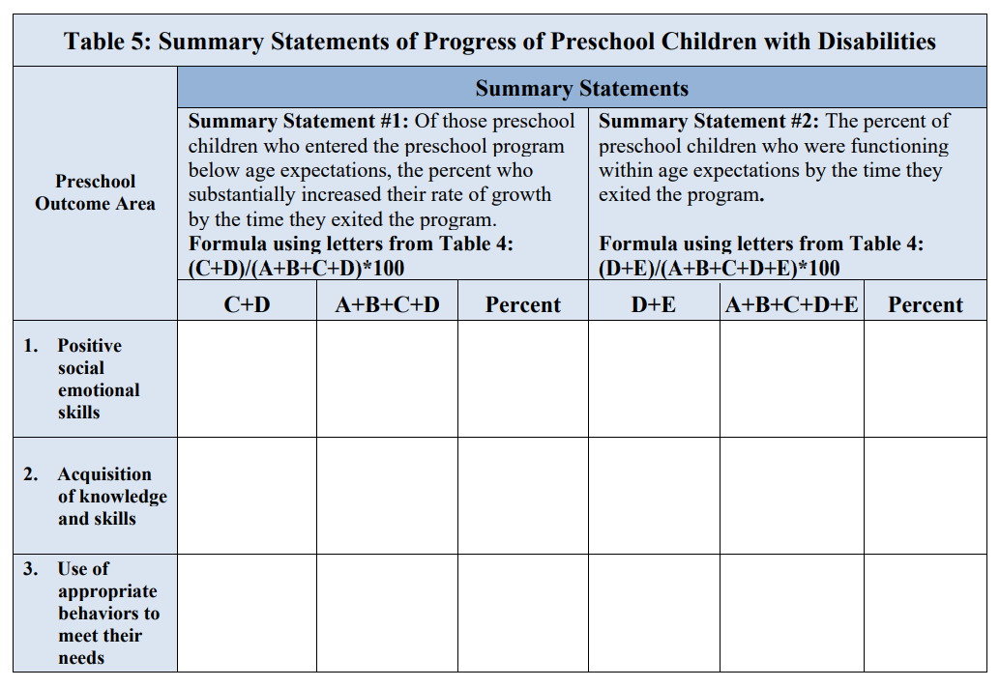 Table 5: Summary Statements of Progress of Preschool Children with Disabilities
Preschool
Outcome Area
Summary Statements
Summary Statement #1: Of those preschool
children who entered the preschool program
below age expectations, the percent who
substantially increased their rate of growth
by the time they exited the program.
Formula using letters from Table 4:
(C+D)/(A+B+C+D)*100
Summary Statement #2: The percent of
preschool children who were functioning
within age expectations by the time they
exited the program.
Formula using letters from Table 4:
(D+E)/(A+B+C+D+E)*100
C+D
A+B+C+D
Percent
D+E
A+B+C+D+E
Percent
1. Positive
social
emotional
skills
2. Acquisition
of knowledge
and skills
3. Use of
appropriate
behaviors to
meet their
needs